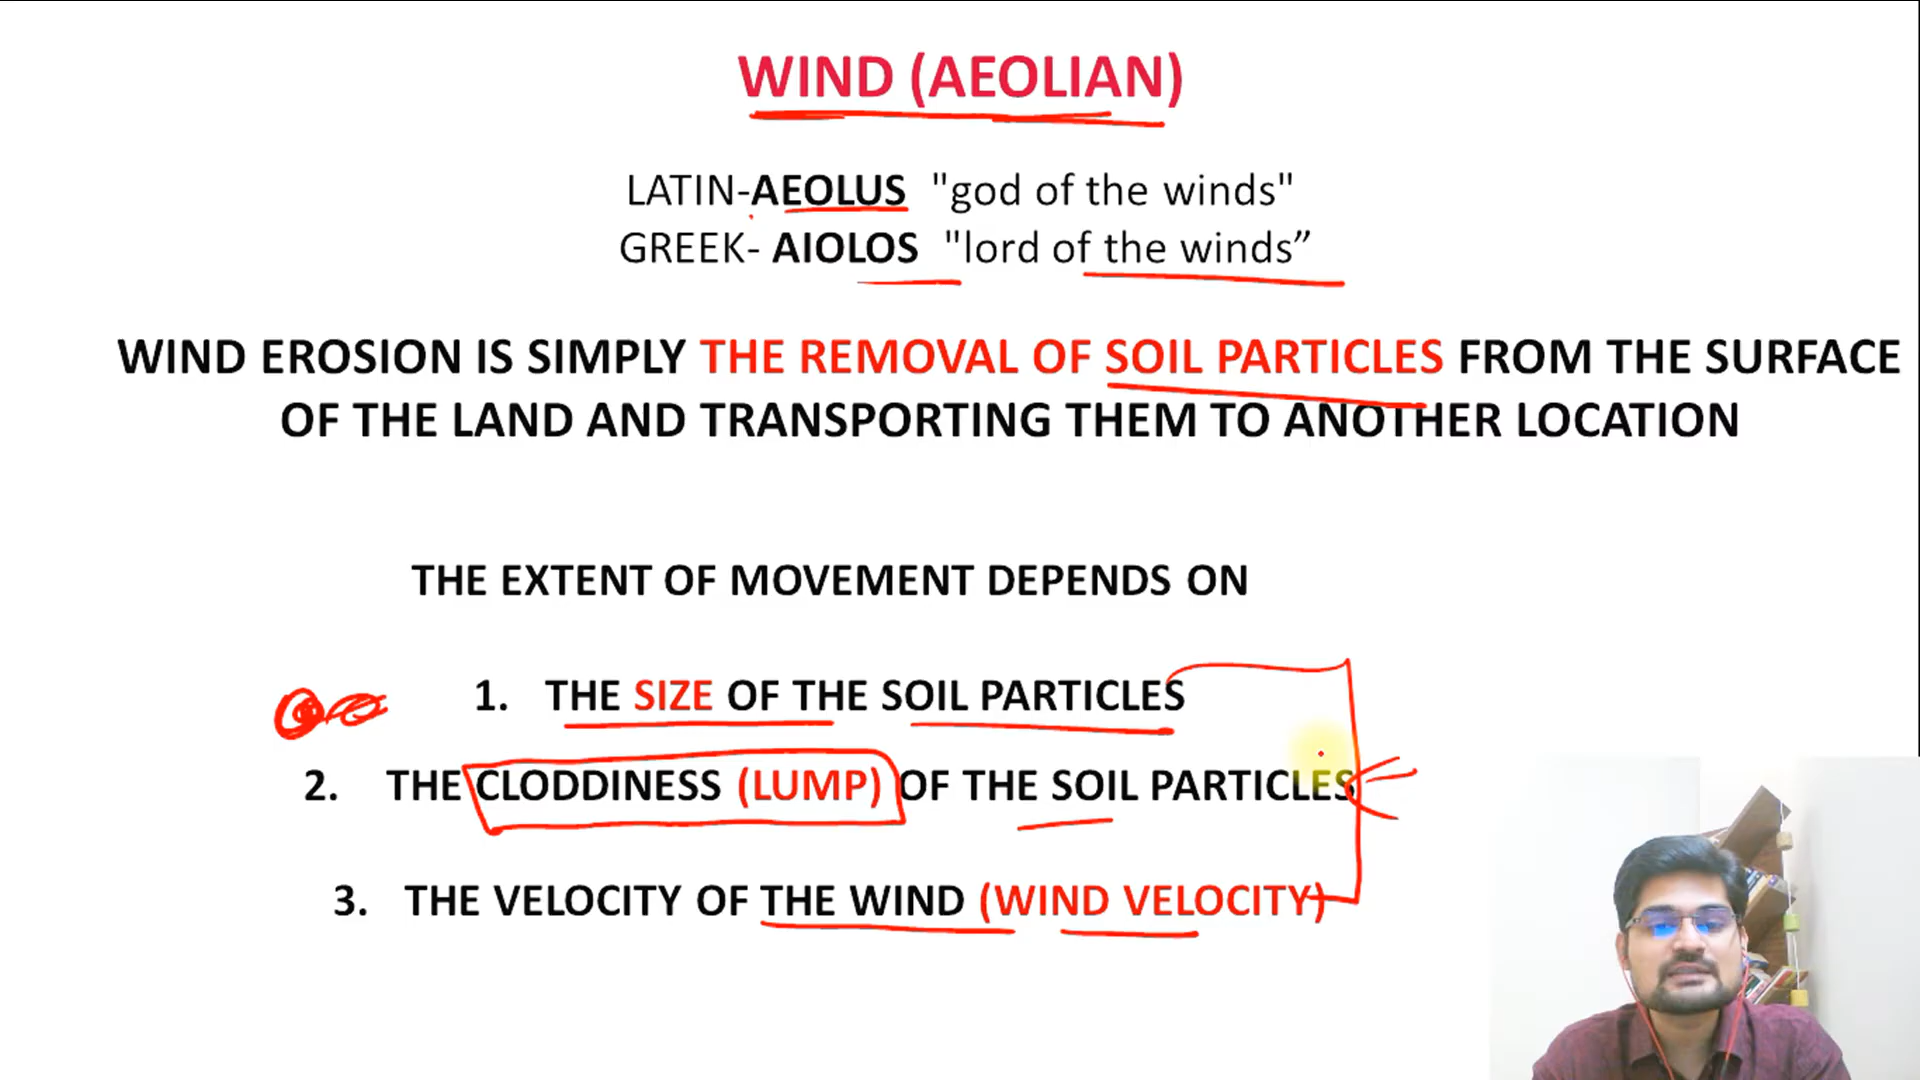 WIND (AEOLIAN)
LATIN-AEOLUS "god of the winds"
GREEK- AIOLOS "lord of the winds”
WIND EROSION IS SIMPLY THE REMOVAL OF SOIL PARTICLES FROM THE SURFACE
OF THE LAND AND TRANSPORTING THEM TO ANOTHER LOCATION
THE EXTENT OF MOVEMENT DEPENDS ON
1. THE SIZE OF THE SOIL PARTICLES
2. THE CLODDINESS (LUMP) OF THE SOIL PARTICLES
3. THE VELOCITY OF THE WIND (WIND VELOCITY)